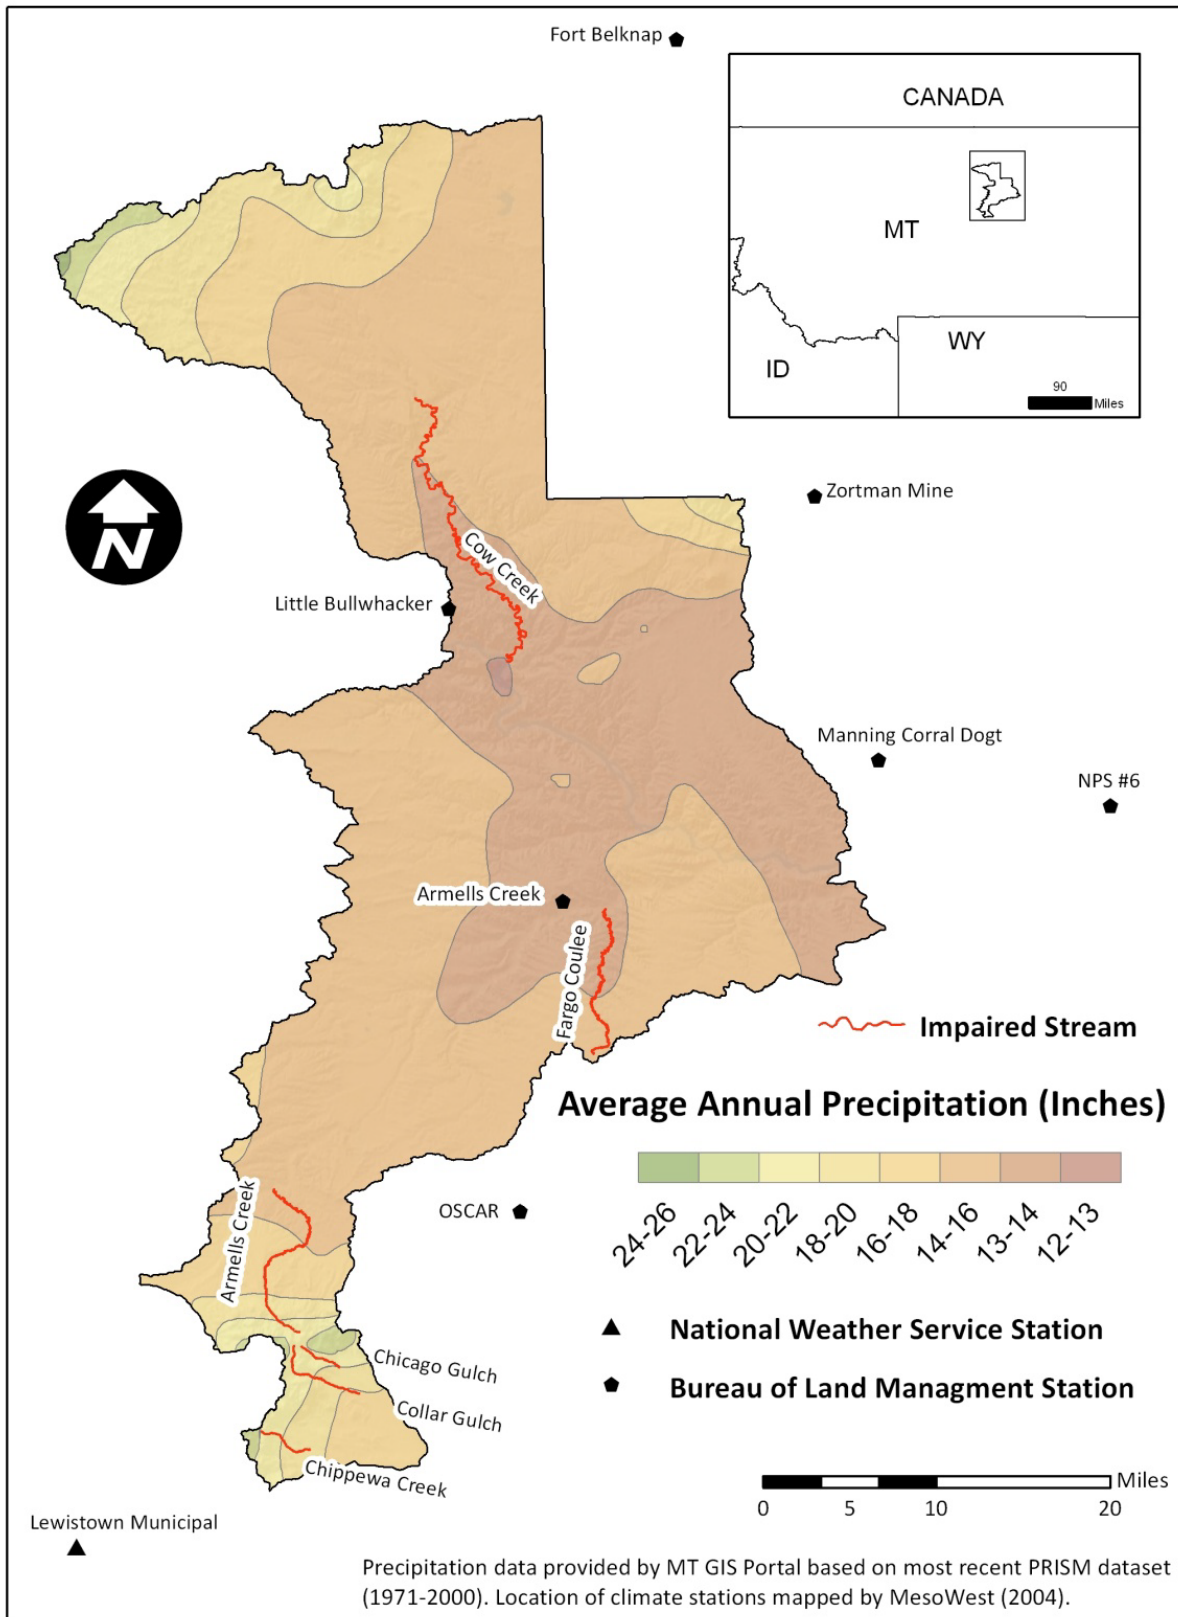 Fort Belknap
CANADA
MT
WY
ID
90
Miles
N
Zortman Mine
Cow Creek
Little Bullwhacker
Manning Corral Dogt
NPS #6
Armells Creek
Fargo Coulee
Impaired Stream
Average Annual Precipitation (Inches)
24-26
22-24
20-22
18-20
16-18
14-16
13-14
12-13
Armells Creek
OSCAR
National Weather Service Station
Chicago Gulch
Bureau of Land Managment Station
Collar Gulch
Chippewa Creek
Miles
0 5 10 20
Lewistown Municipal
Precipitation data provided by MT GIS Portal based on most recent PRISM dataset
(1971-2000). Location of climate stations mapped by MesoWest (2004).